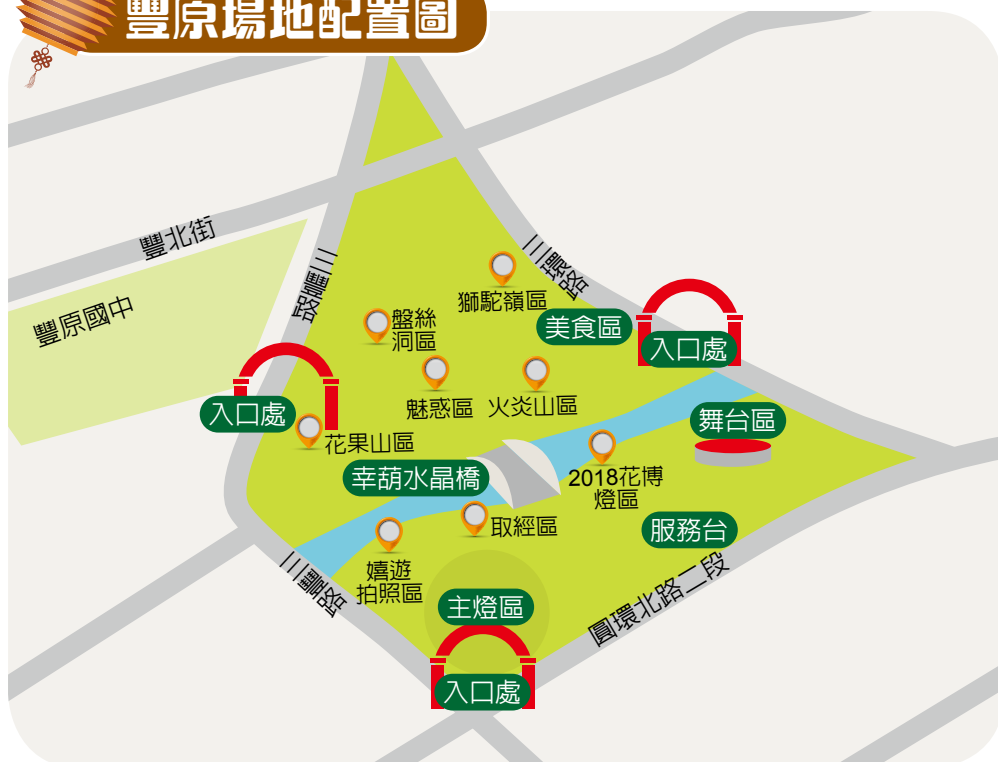 豐原場地配置圖
豐北街
豐原國中
三豐路
三環路
獅駝嶺區
盤絲
洞區
美食區
入口處
魅惑區
火炎山區
入口處
花果山區
舞台區
幸葫水晶橋
2018花博
燈區
取經區
服務台
嬉遊
拍照區
三豐路
主燈區
圓環北路二段
入口處